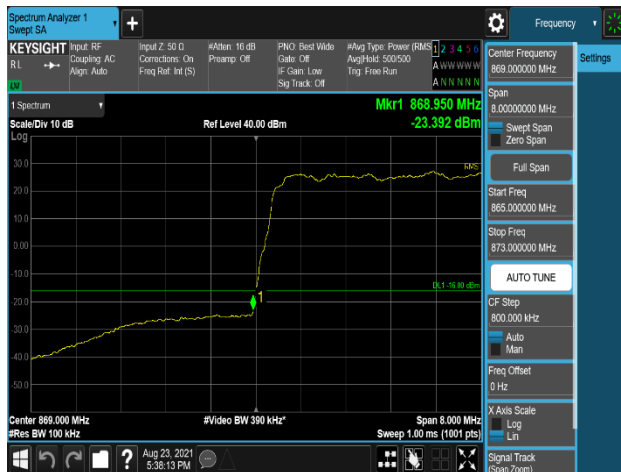 Spectrum Analyzer 1
Swept SA
+
Frequency
KEYSIGHT
R L
Input: RF
Coupling: AC
Align: Auto
Input Z: 50 Ω
Corrections: On
Freq Ref: Int (S)
#Atten: 16 dB
Preamp: Off
PNO: Best Wide
Gate: Off
IF Gain: Low
Sig Track: Off
#Avg Type: Power (RMS
Avg|Hold: 500/500
Trig: Free Run
1 2 3 4 5 6
A W W W W W
A N N N N N
1 Spectrum
Scale/Div 10 dB
Log
Ref Level 40.00 dBm
Mkr1 868.950 MHz
-23.392 dBm
RMS
30.0
20.0
10.0
0.00
-10.0
DL1 -16.90 dBm
-20.0
1
-30.0
-40.0
-50.0
Center 869.000 MHz
#Res BW 100 kHz
#Video BW 390 kHz*
Span 8.000 MHz
Sweep 1.00 ms (1001 pts)
?
Aug 23, 2021
5:38:13 PM
Center Frequency
869.000000 MHz
Settings
Span
8.00000000 MHz
Swept Span
Zero Span
Full Span
Start Freq
865.000000 MHz
Stop Freq
873.000000 MHz
AUTO TUNE
CF Step
800.000 kHz
Auto
Man
Freq Offset
0 Hz
X Axis Scale
Log
Lin
Signal Track
(Span Zoom)